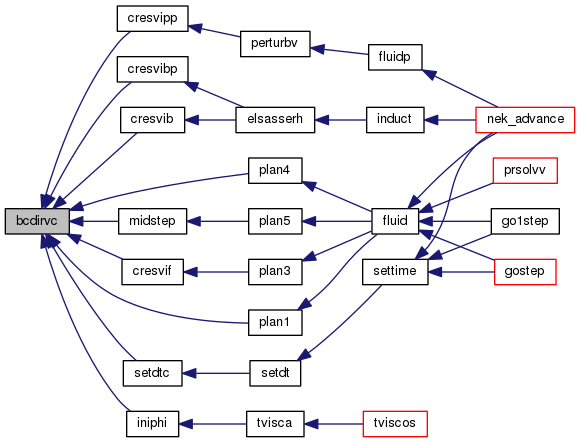 cresvipp
perturbv
fluidp
cresvibp
cresvib
elsasserh
induct
nek_advance
plan4
prsolvv
bcdirvc
midstep
plan5
fluid
go1step
cresvif
plan3
settime
gostep
plan1
setdtc
setdt
iniphi
tvisca
tviscos